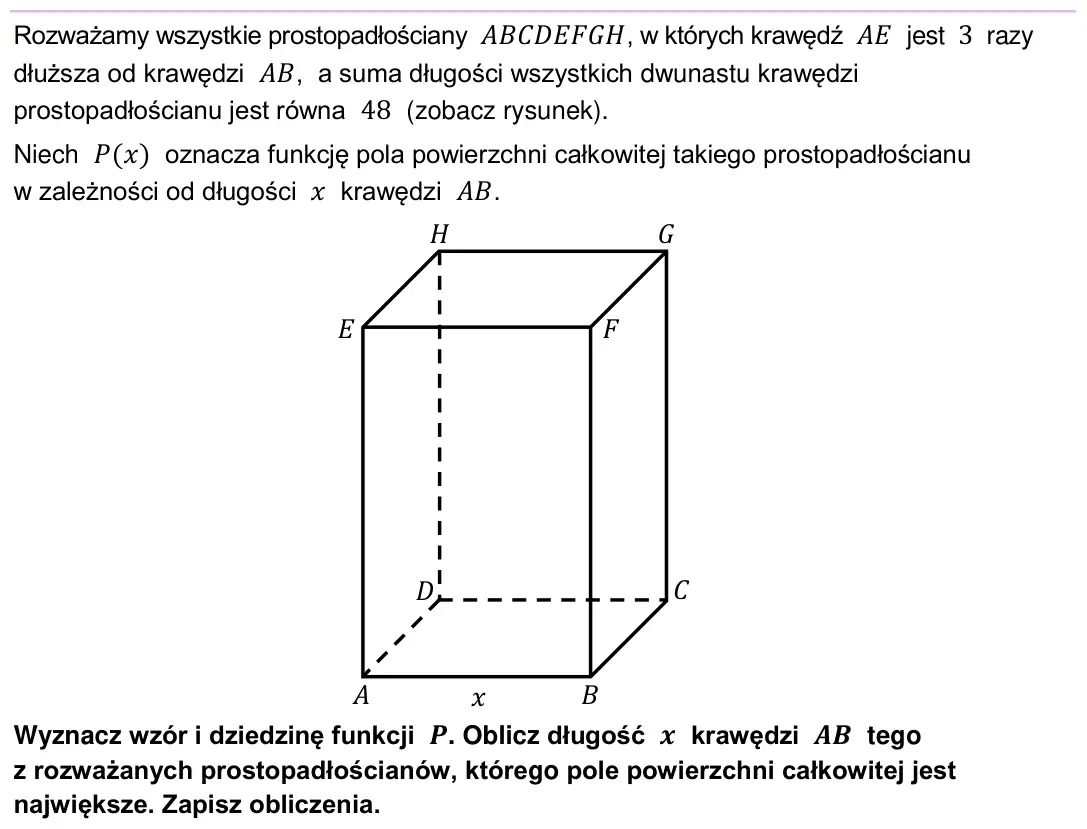 Rozważamy wszystkie prostopadłościany ABCDEFGH, w których krawędź AE jest 3 razy
dłuższa od krawędzi AB, a suma długości wszystkich dwunastu krawędzi
prostopadłościanu jest równa 48 (zobacz rysunek).
Niech P(x) oznacza funkcję pola powierzchni całkowitej takiego prostopadłościanu
w zależności od długości x krawędzi AB.
H G
E F
D C
A x B
Wyznacz wzór i dziedzinę funkcji P. Oblicz długość x krawędzi AB tego
z rozważanych prostopadłościanów, którego pole powierzchni całkowitej jest
największe. Zapisz obliczenia.